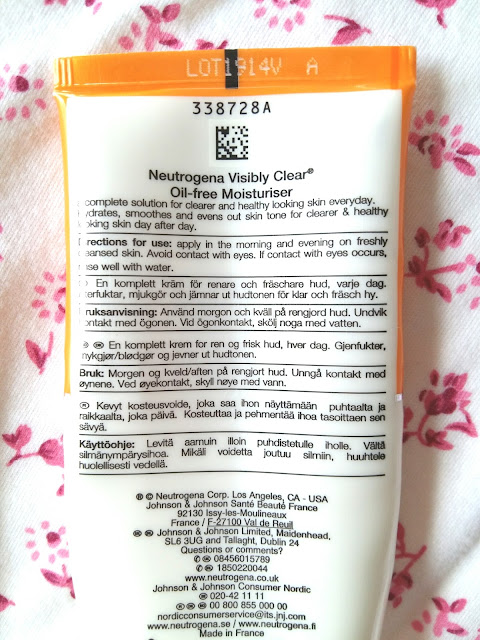 LOT1914V A
338728A
Neutrogena Visibly Clear®
Oil-free Moisturiser
complete solution for clearer and healthy looking skin everyday.
ydrates, smoothes and evens out skin tone for clearer & healthy
oking skin day after day.
Directions for use: apply in the morning and evening on freshly
eansed skin. Avoid contact with eyes. If contact with eyes occurs,
nse well with water.
En komplett kräm för renare och fräschare hud, varje dag.
terfuktar, mjukgör och jämnar ut hudtonen för klar och fräsch hy.
ruksanvisning: Använd morgon och kväll på rengjord hud. Undvik
ontakt med ögonen. Vid ögonkontakt, skölj noga med vatten.
En komplett krem for ren og frisk hud, hver dag. Gjenfukter,
mykgjør/blødgør og jevner ut hudtonen.
Bruk: Morgen og kveld/aften på rengjort hud. Unngå kontakt med
øynene. Ved øyekontakt, skyll nøye med vann.
Kevyt kosteusvoide, joka saa ihon näyttämään puhtaalta ja
raikkaalta, joka päivä. Kosteuttaa ja pehmentää ihoa tasoittaen sen
sävyä.
Käyttöohje: Levitä aamuin illoin puhdistetulle iholle. Vältä
silmänympärysihoa. Mikäli voidetta joutuu silmiin, huuhtele
huolellisesti vedellä.
® © Neutrogena Corp. Los Angeles, CA - USA
Johnson & Johnson Santé Beauté France
92130 Issy-les-Moulineaux
France / F-27100 Val de Reuil
Johnson & Johnson Limited, Maidenhead,
SL6 3UG and Tallaght, Dublin 24
Questions or comments?
✆ 08456015789
✆ 1850220044
www.neutrogena.co.uk
Johnson & Johnson Consumer Nordic
020-42 11 11
00 800 855 000 00
nordicconsumerservice@its.jnj.com
www.neutrogena.se / www.neutrogena.fi
Made in France